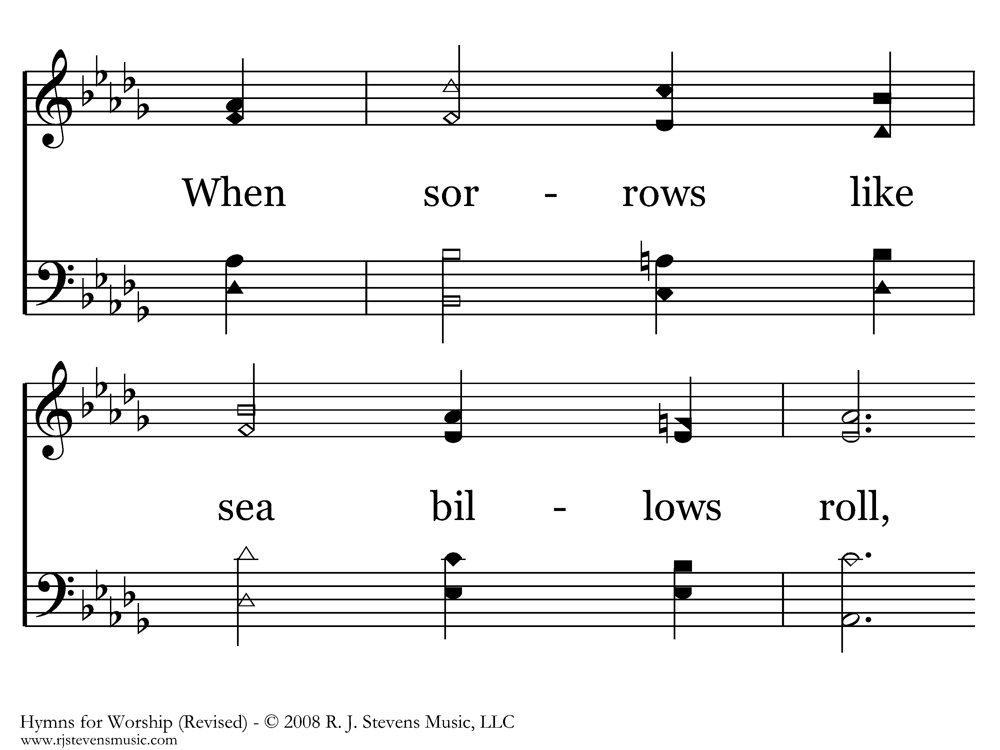 When sor - rows like
sea bil - lows roll,
Hymns for Worship (Revised) - © 2008 R. J. Stevens Music, LLC
www.rjstevensmusic.com